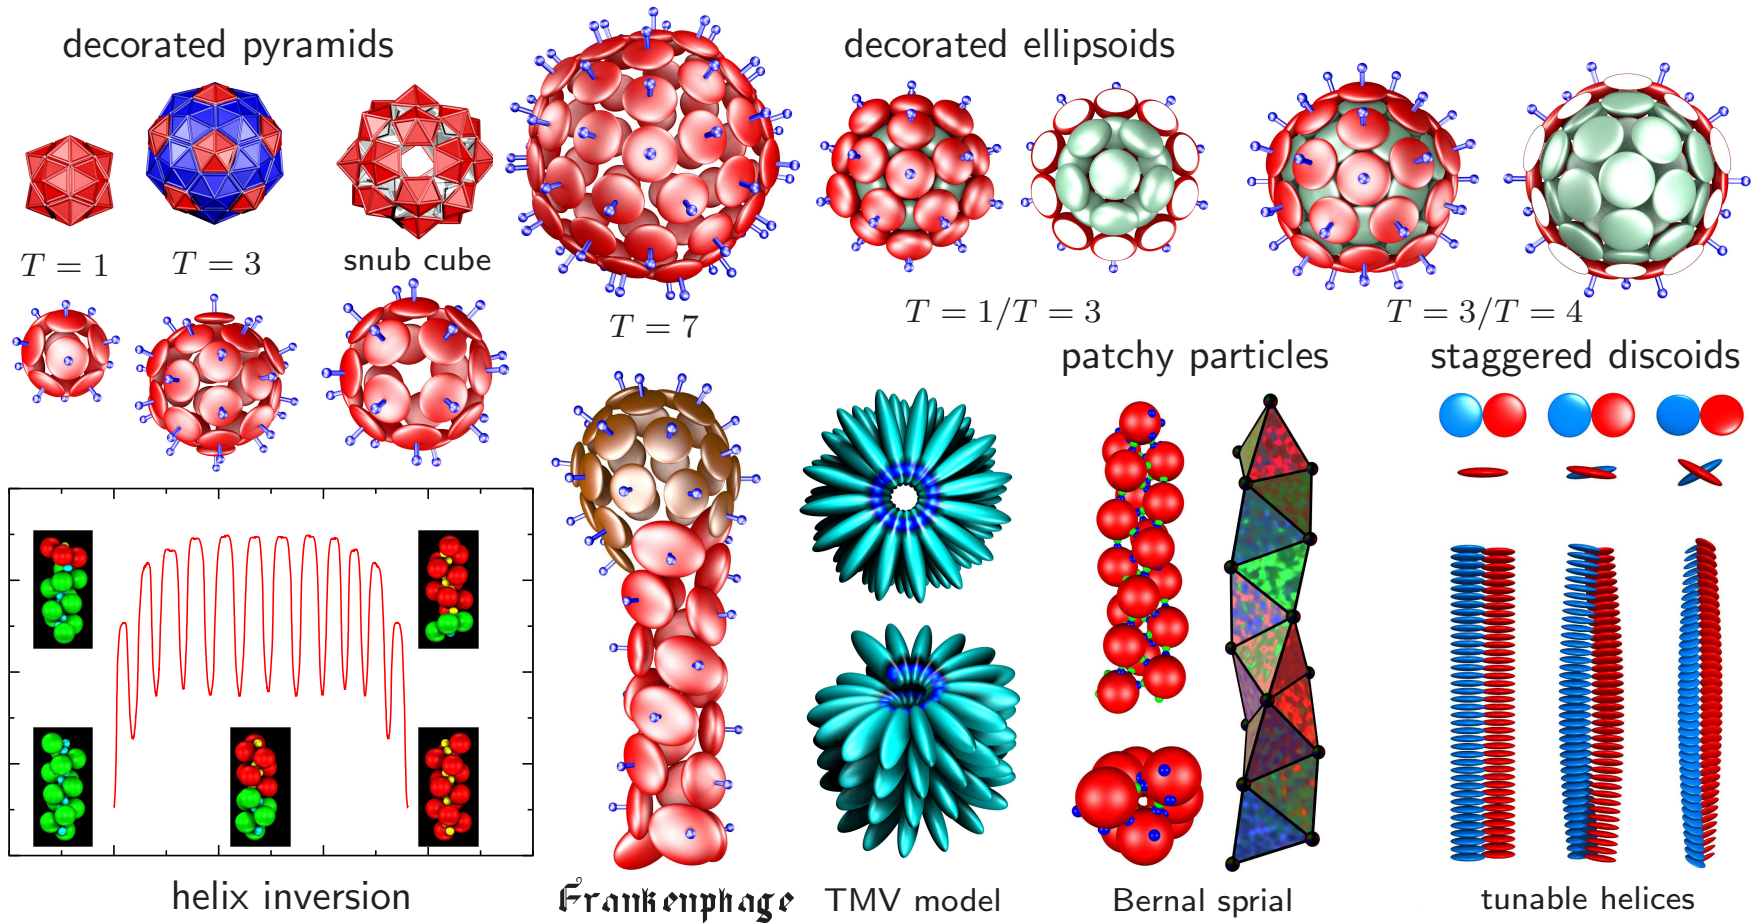 decorated pyramids
decorated ellipsoids
T = 1
T = 3
snub cube
T = 7
T = 1/T = 3
T = 3/T = 4
patchy particles
staggered discoids
helix inversion
Frankenphage
TMV model
Bernal sprial
tunable helices